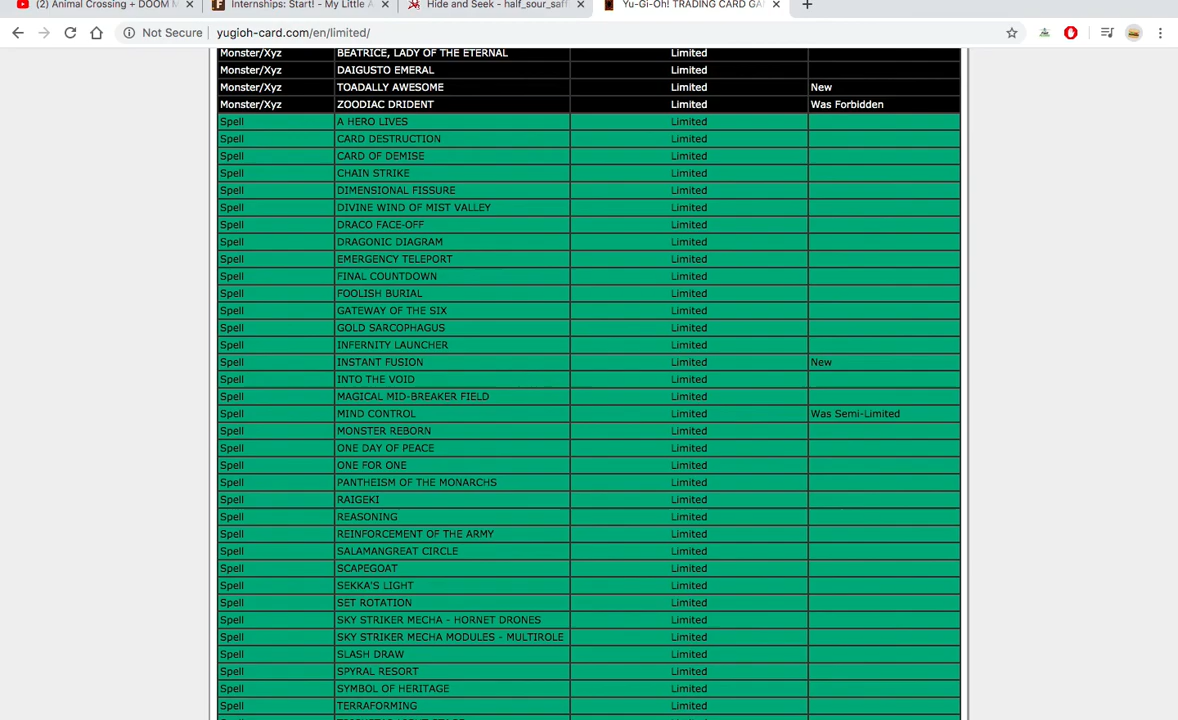 (2) Animal Crossing + DOOM M
Internships: Start! - My Little A
Hide and Seek - half_sour_saff
Yu-Gi-Oh! TRADING CARD GA
Not Secure yugioh-card.com/en/limited/
Monster/Xyz BEATRICE, LADY OF THE ETERNAL Limited
Monster/Xyz DAIGUSTO EMERAL Limited
Monster/Xyz TOADALLY AWESOME Limited New
Monster/Xyz ZOODIAC DRIDENT Limited Was Forbidden
Spell A HERO LIVES Limited
Spell CARD DESTRUCTION Limited
Spell CARD OF DEMISE Limited
Spell CHAIN STRIKE Limited
Spell DIMENSIONAL FISSURE Limited
Spell DIVINE WIND OF MIST VALLEY Limited
Spell DRACO FACE-OFF Limited
Spell DRAGONIC DIAGRAM Limited
Spell EMERGENCY TELEPORT Limited
Spell FINAL COUNTDOWN Limited
Spell FOOLISH BURIAL Limited
Spell GATEWAY OF THE SIX Limited
Spell GOLD SARCOPHAGUS Limited
Spell INFERNITY LAUNCHER Limited
Spell INSTANT FUSION Limited New
Spell INTO THE VOID Limited
Spell MAGICAL MID-BREAKER FIELD Limited
Spell MIND CONTROL Limited Was Semi-Limited
Spell MONSTER REBORN Limited
Spell ONE DAY OF PEACE Limited
Spell ONE FOR ONE Limited
Spell PANTHEISM OF THE MONARCHS Limited
Spell RAIGEKI Limited
Spell REASONING Limited
Spell REINFORCEMENT OF THE ARMY Limited
Spell SALAMANGREAT CIRCLE Limited
Spell SCAPEGOAT Limited
Spell SEKKA'S LIGHT Limited
Spell SET ROTATION Limited
Spell SKY STRIKER MECHA - HORNET DRONES Limited
Spell SKY STRIKER MECHA MODULES - MULTIROLE Limited
Spell SLASH DRAW Limited
Spell SPYRAL RESORT Limited
Spell SYMBOL OF HERITAGE Limited
Spell TERRAFORMING Limited